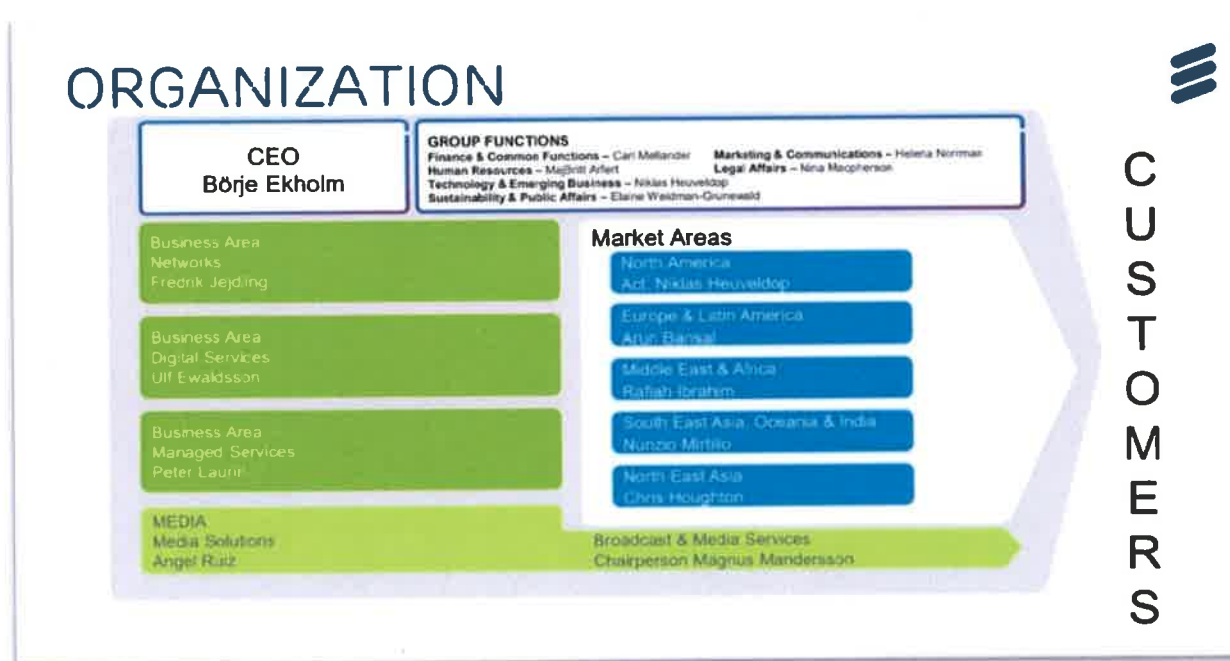 ORGANIZATION
CEO
Börje Ekholm
GROUP FUNCTIONS
Finance & Common Functions – Carl Mellander
Human Resources – MajBritt Arfert
Technology & Emerging Business – Niklas Heuveldop
Sustainability & Public Affairs – Elaine Weidman-Grunewald
Marketing & Communications – Helena Norrman
Legal Affairs – Nina Macpherson
Business Area
Networks
Fredrik Jejdling
Business Area
Digital Services
Ulf Ewaldsson
Business Area
Managed Services
Peter Laurin
Market Areas
North America
Act. Niklas Heuveldop
Europe & Latin America
Arun Bansal
Middle East & Africa
Rafiah Ibrahim
South East Asia, Oceania & India
Nunzio Mirtillo
North East Asia
Chris Houghton
MEDIA
Media Solutions
Angel Ruiz
Broadcast & Media Services
Chairperson Magnus Mandersson
CUSTOMERS